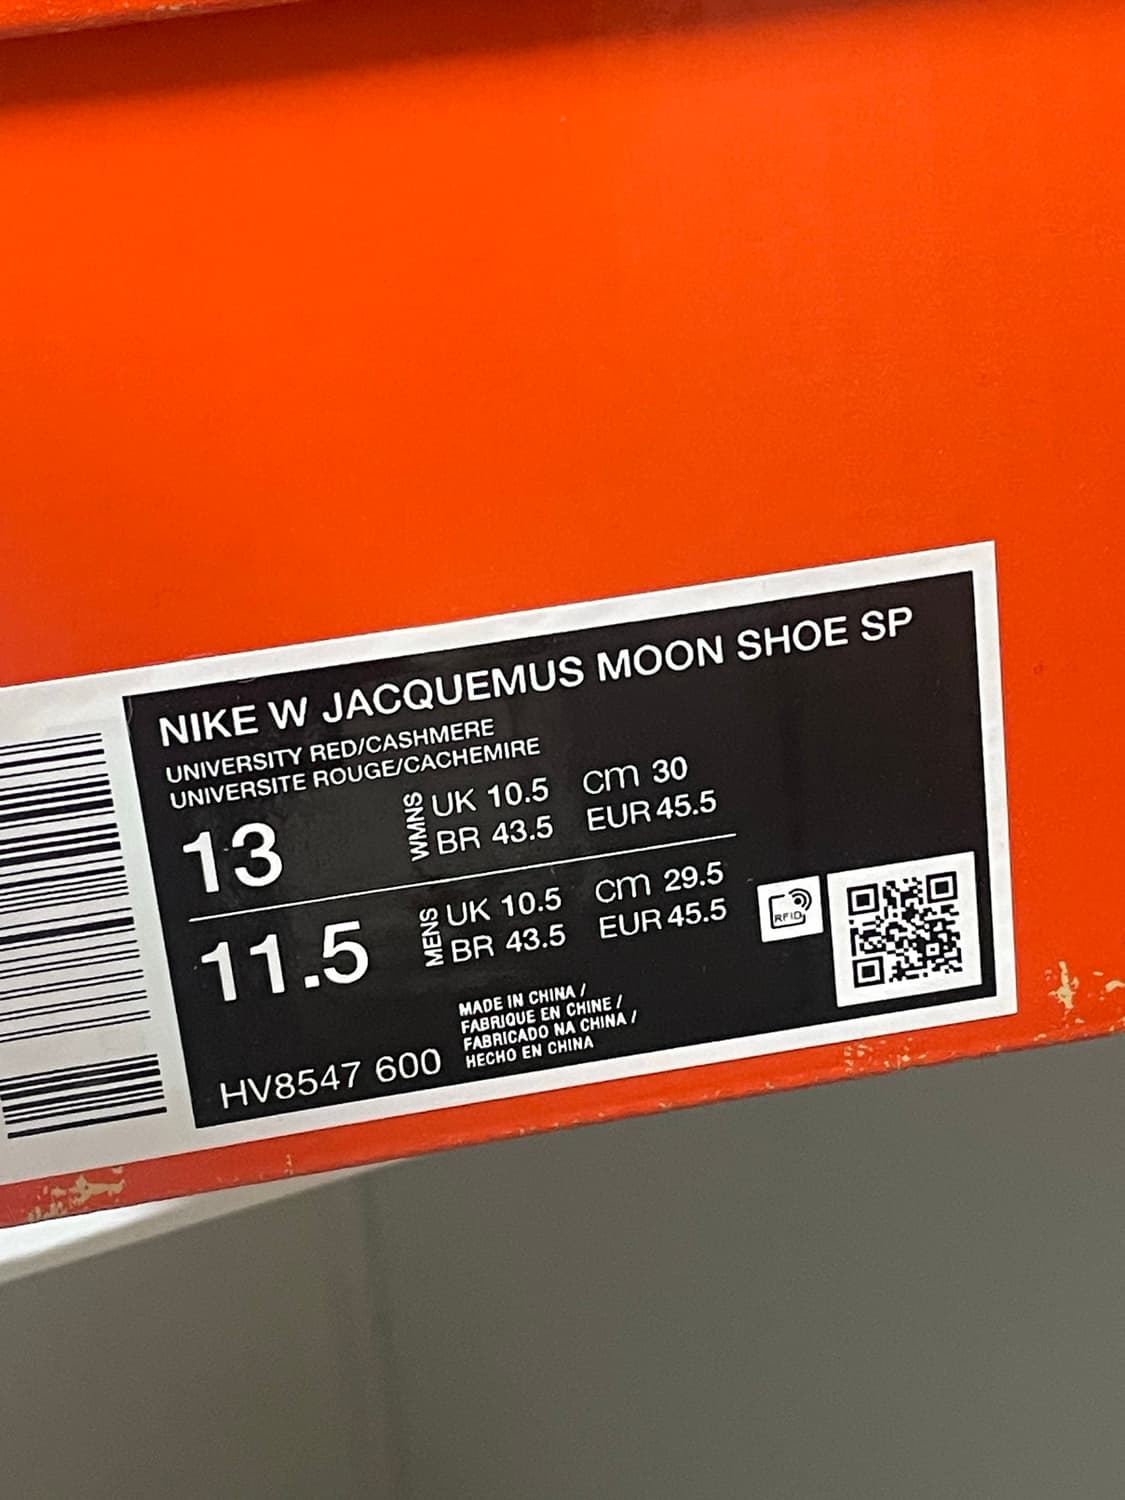 NIKE W JACQUEMUS MOON SHOE SP
UNIVERSITY RED/CASHMERE
UNIVERSITE ROUGE/CACHEMIRE
13 WMNS UK 10.5 cm 30
BR 43.5 EUR 45.5
11.5 MENS UK 10.5 cm 29.5
BR 43.5 EUR 45.5
RFID
MADE IN CHINA /
FABRIQUE EN CHINE /
FABRICADO NA CHINA /
HECHO EN CHINA
HV8547 600